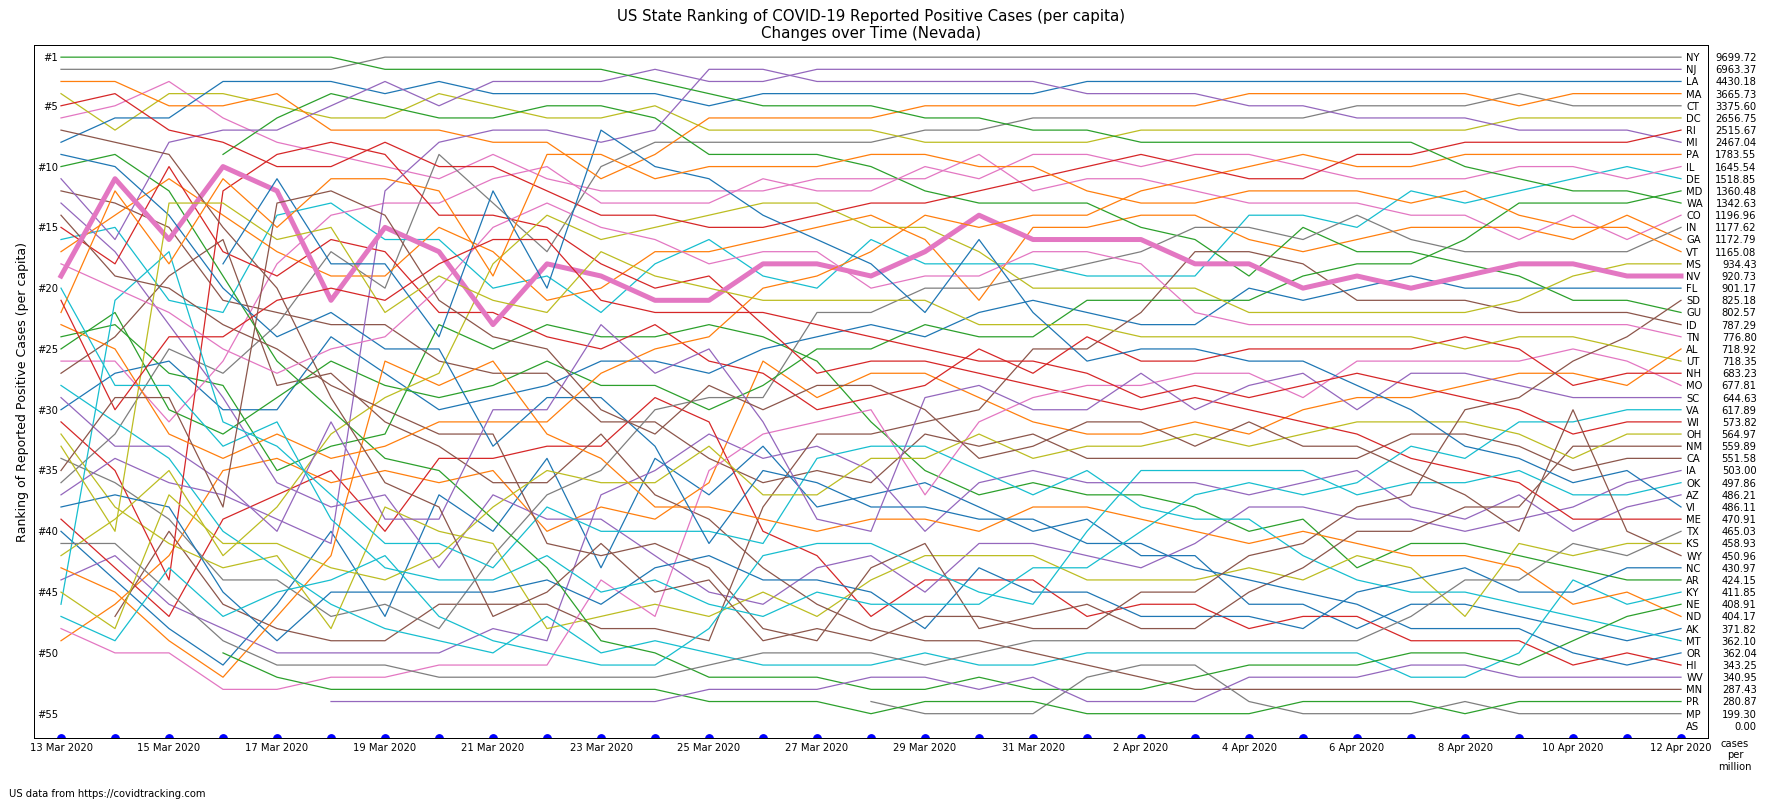 US State Ranking of COVID-19 Reported Positive Cases (per capita)
Changes over Time (Nevada)
Ranking of Reported Positive Cases (per capita)
#1
#5
#10
#15
#20
#25
#30
#35
#40
#45
#50
#55
NY 9699.72
NJ 6963.37
LA 4430.18
MA 3665.73
CT 3375.60
DC 2656.75
RI 2515.67
MI 2467.04
PA 1783.55
IL 1645.54
DE 1518.85
MD 1360.48
WA 1342.63
CO 1196.96
IN 1177.62
GA 1172.79
VT 1165.08
MS 934.43
NV 920.73
FL 901.17
SD 825.18
GU 802.57
ID 787.29
TN 776.80
AL 718.92
UT 718.35
NH 683.23
MO 677.81
SC 644.63
VA 617.89
WI 573.82
OH 564.97
NM 559.89
CA 551.58
IA 503.00
OK 497.86
AZ 486.21
VI 486.11
ME 470.91
TX 465.03
KS 458.93
WY 450.96
NC 430.97
AR 424.15
KY 411.85
NE 408.91
ND 404.17
AK 371.82
MT 362.10
OR 362.04
HI 343.25
WV 340.95
MN 287.43
PR 280.87
MP 199.30
AS 0.00
13 Mar 2020 15 Mar 2020 17 Mar 2020 19 Mar 2020 21 Mar 2020 23 Mar 2020 25 Mar 2020 27 Mar 2020 29 Mar 2020 31 Mar 2020 2 Apr 2020 4 Apr 2020 6 Apr 2020 8 Apr 2020 10 Apr 2020 12 Apr 2020
cases
per
million
US data from https://covidtracking.com